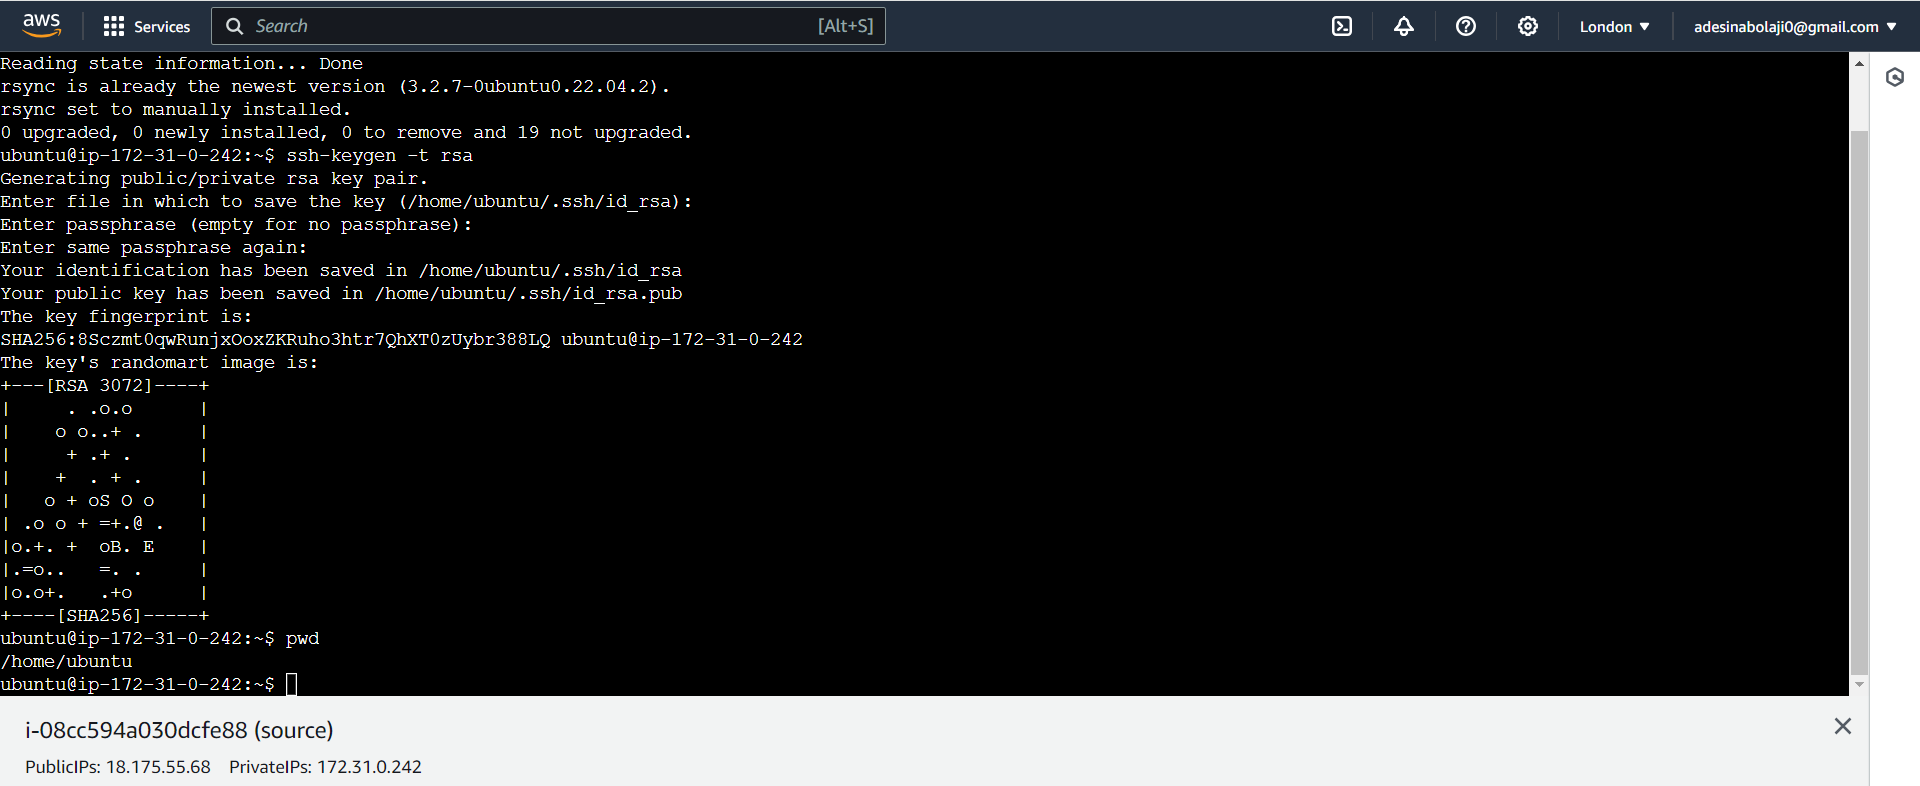 aws Services Search [Alt+S] London ▼ adesinabolaji0@gmail.com ▼
Reading state information... Done
rsync is already the newest version (3.2.7-0ubuntu0.22.04.2).
rsync set to manually installed.
0 upgraded, 0 newly installed, 0 to remove and 19 not upgraded.
ubuntu@ip-172-31-0-242:~$ ssh-keygen -t rsa
Generating public/private rsa key pair.
Enter file in which to save the key (/home/ubuntu/.ssh/id_rsa):
Enter passphrase (empty for no passphrase):
Enter same passphrase again:
Your identification has been saved in /home/ubuntu/.ssh/id_rsa
Your public key has been saved in /home/ubuntu/.ssh/id_rsa.pub
The key fingerprint is:
SHA256:8Sczmt0qwRunjxOoxZKRuho3htr7QhXT0zUybr388LQ ubuntu@ip-172-31-0-242
The key's randomart image is:
+---[RSA 3072]----+
|     . .o.o      |
|    o o..+ .     |
|     + .+ .      |
|    +  . + .     |
|   o + oS O o    |
| .o o + =+.@ .   |
|o.+. +  oB. E    |
|.=o..   =. .     |
|o.o+.   .+o      |
+----[SHA256]-----+
ubuntu@ip-172-31-0-242:~$ pwd
/home/ubuntu
ubuntu@ip-172-31-0-242:~$
i-08cc594a030dcfe88 (source)
PublicIPs: 18.175.55.68 PrivateIPs: 172.31.0.242